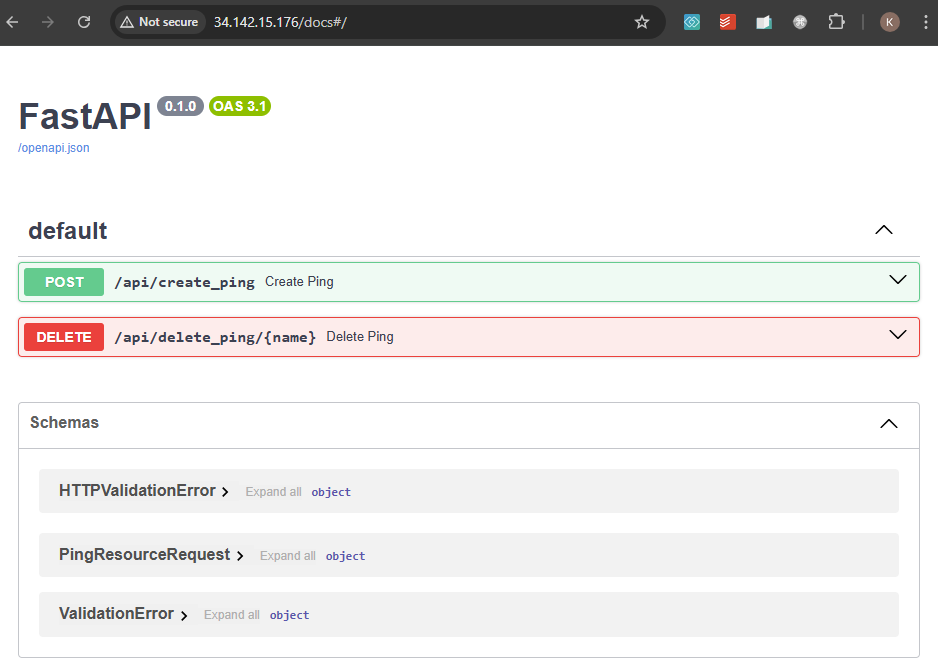 Not secure 34.142.15.176/docs#/ K
FastAPI 0.1.0 OAS 3.1
/openapi.json
default
POST /api/create_ping Create Ping
DELETE /api/delete_ping/{name} Delete Ping
Schemas
HTTPValidationError Expand all object
PingResourceRequest Expand all object
ValidationError Expand all object